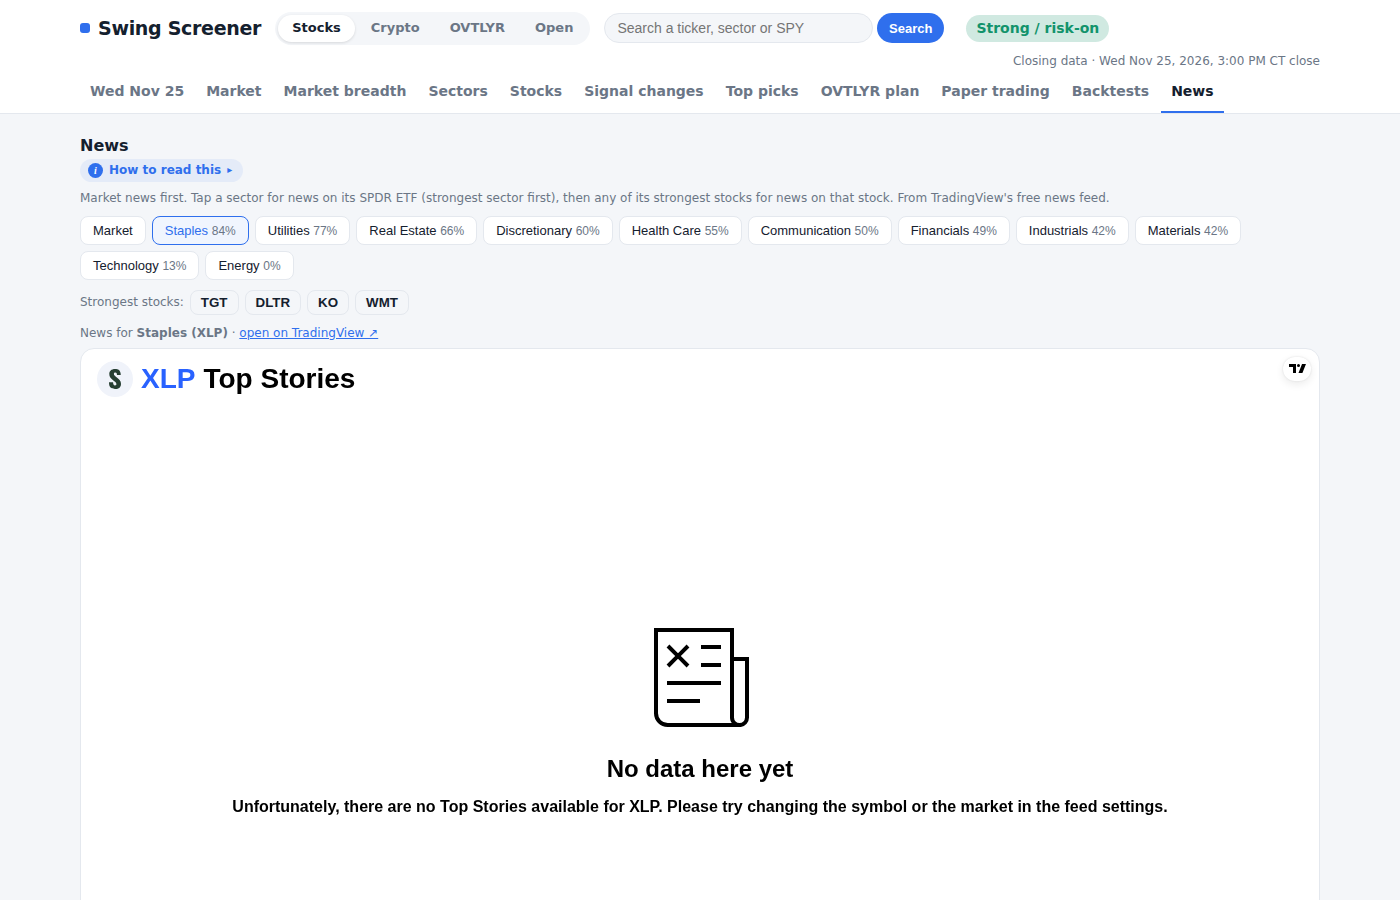 Swing Screener
Stocks
Crypto
OVTLYR
Open
Search a ticker, sector or SPY
Search
Strong / risk-on
Closing data · Wed Nov 25, 2026, 3:00 PM CT close
Wed Nov 25
Market
Market breadth
Sectors
Stocks
Signal changes
Top picks
OVTLYR plan
Paper trading
Backtests
News
News
i How to read this ▸
Market news first. Tap a sector for news on its SPDR ETF (strongest sector first), then any of its strongest stocks for news on that stock. From TradingView's free news feed.
Market
Staples 84%
Utilities 77%
Real Estate 66%
Discretionary 60%
Health Care 55%
Communication 50%
Financials 49%
Industrials 42%
Materials 42%
Technology 13%
Energy 0%
Strongest stocks: TGT DLTR KO WMT
News for Staples (XLP) · open on TradingView ↗
XLP Top Stories
No data here yet
Unfortunately, there are no Top Stories available for XLP. Please try changing the symbol or the market in the feed settings.